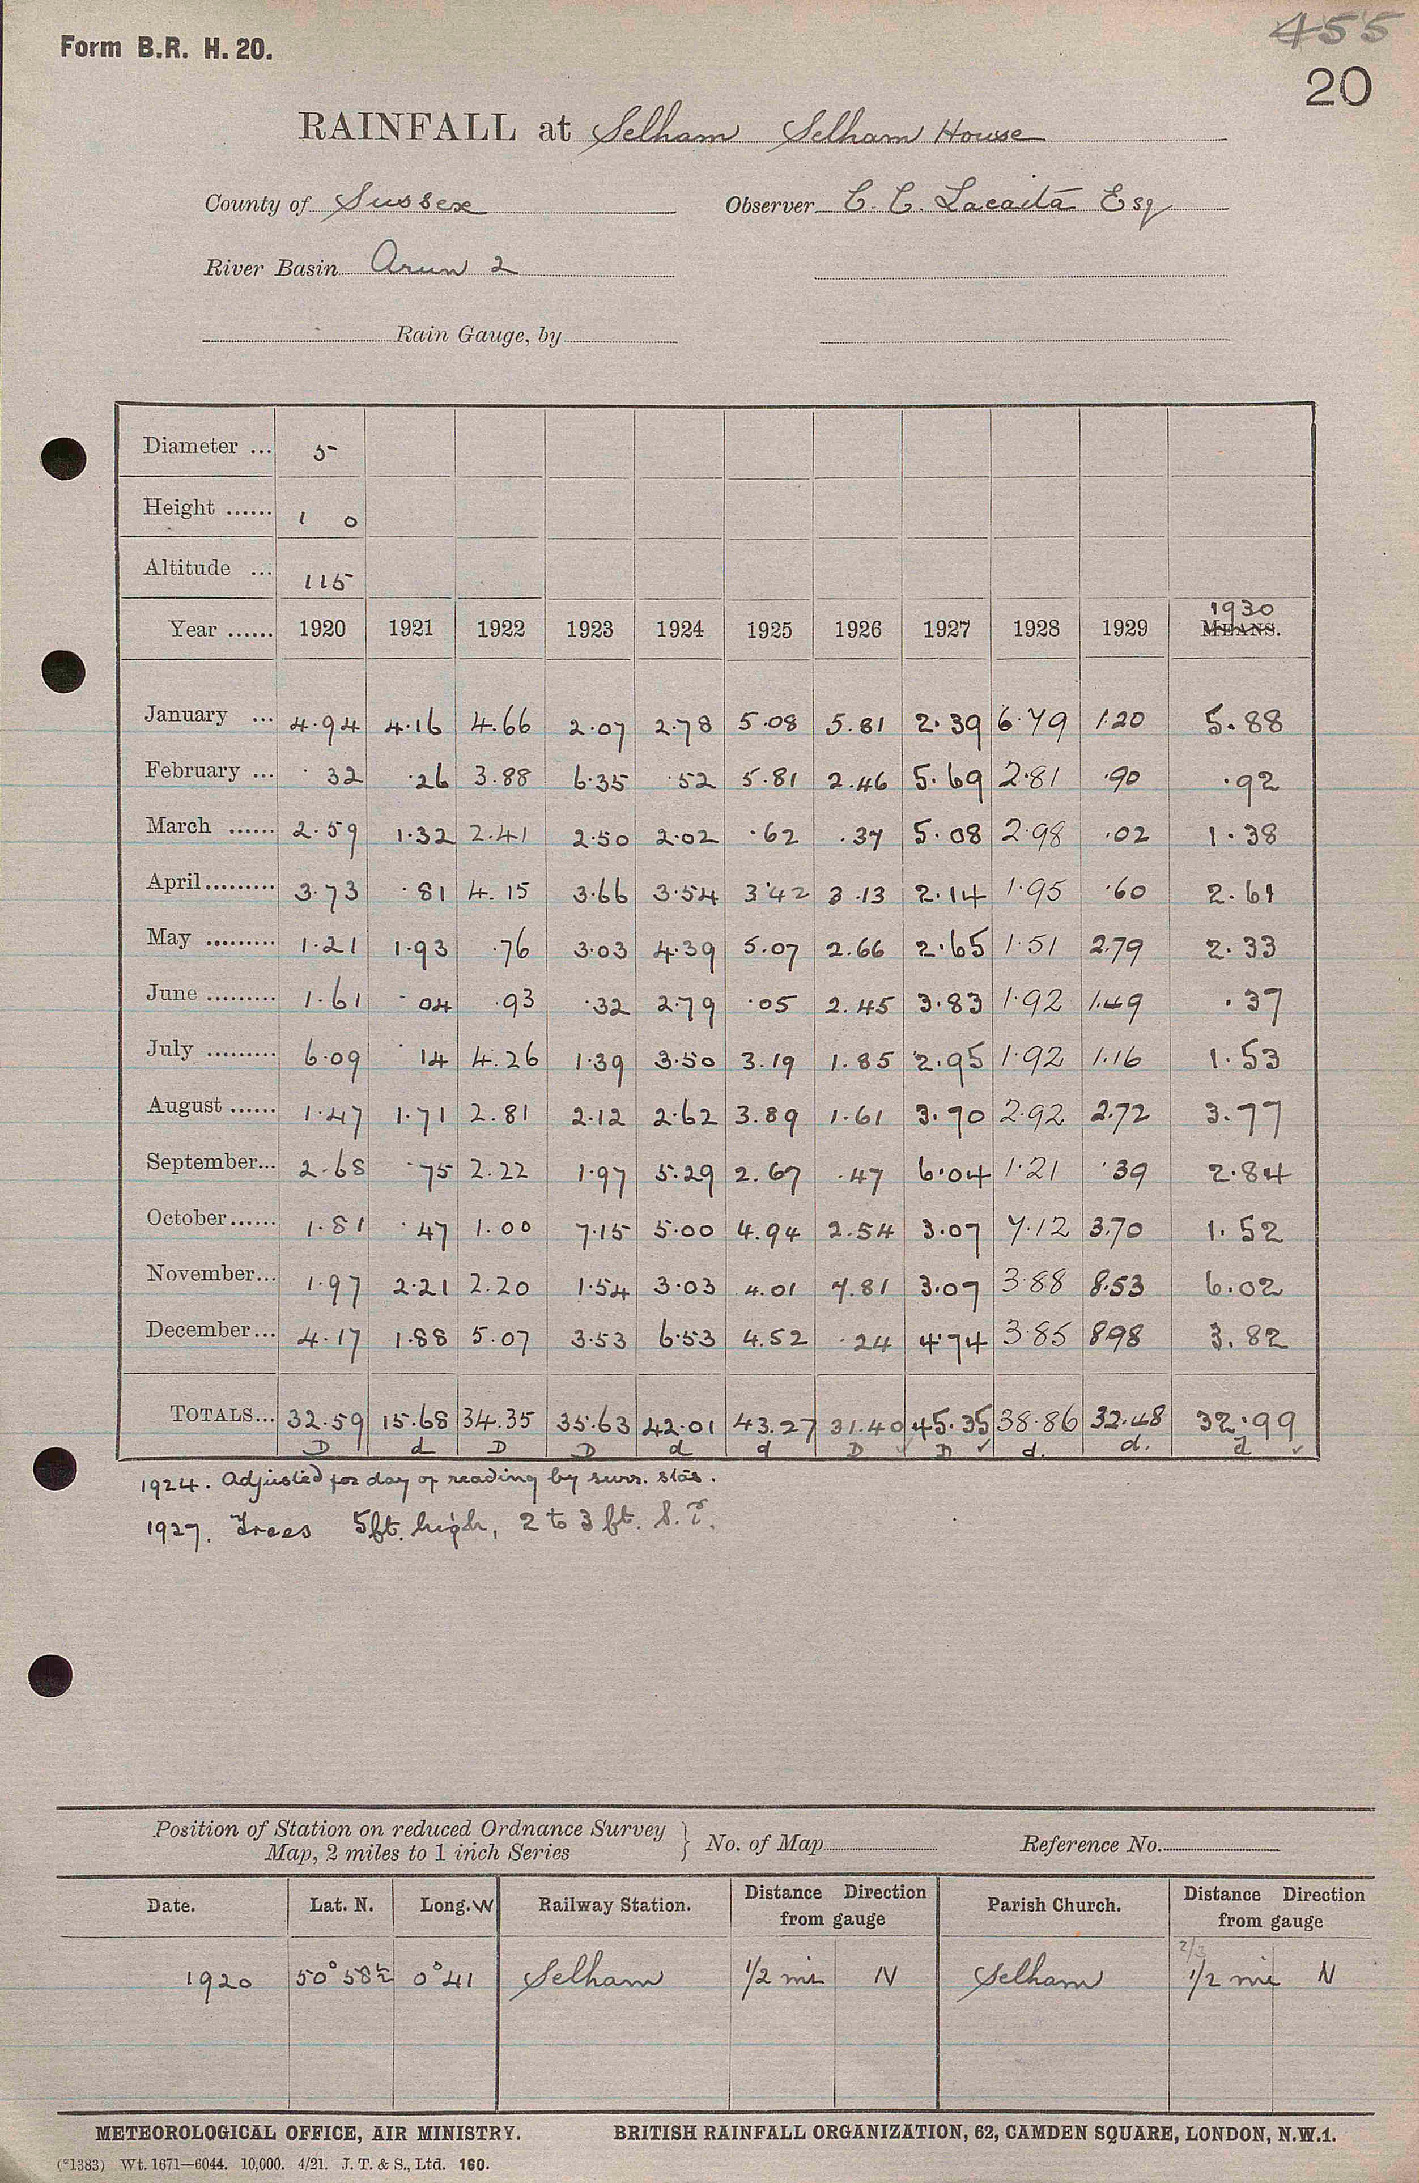 455
Form B.R. H. 20.
20
RAINFALL at Selham Selham House
County of Sussex Observer C. C. Lacaita Esq
River Basin Arun 2
Rain Gauge, by
Diameter ... 5
Height ...... 1 0
Altitude ... 115
1930
Year ...... 1920 1921 1922 1923 1924 1925 1926 1927 1928 1929 MEANS.
January ... 4.94 4.16 4.66 2.07 2.78 5.08 5.81 2.39 6.79 1.20 5.88
February ... .32 .26 3.88 6.35 .52 5.81 2.46 5.69 2.81 .90 .92
March ...... 2.59 1.32 2.41 2.50 2.02 .62 .37 5.08 2.98 .02 1.38
April ......... 3.73 .81 4.15 3.66 3.54 3.42 3.13 2.14 1.95 .60 2.61
May ......... 1.21 1.93 .76 3.03 4.39 5.07 2.66 2.65 1.51 2.79 2.33
June ......... 1.61 .04 .93 .32 2.79 .05 2.45 3.83 1.92 1.49 .37
July ......... 6.09 .14 4.26 1.39 3.50 3.19 1.85 2.95 1.92 1.16 1.53
August ...... 1.47 1.71 2.81 2.12 2.62 3.89 1.61 3.70 2.92 2.72 3.77
September... 2.68 .75 2.22 1.97 5.29 2.67 .47 6.04 1.21 .39 2.84
October...... 1.81 .47 1.00 7.15 5.00 4.94 2.54 3.07 7.12 3.70 1.52
November... 1.97 2.21 2.20 1.54 3.03 4.01 7.81 3.07 3.88 8.53 6.02
December... 4.17 1.88 5.07 3.53 6.53 4.52 .24 4.74 3.85 898 3.82
TOTALS... 32.59 15.68 34.35 35.63 42.01 43.27 31.40 45.35 38.86 32.48 32.99
D d D D d d D ✓ D ✓ d. d. d ✓
1924. Adjusted for day of reading by surr. stas.
1927. Trees 5ft. high, 2 to 3 ft. S.
Position of Station on reduced Ordnance Survey
Map, 2 miles to 1 inch Series } No. of Map Reference No.
Date. Lat. N. Long. W Railway Station. Distance Direction from gauge Parish Church. Distance Direction from gauge
2/3
1920 50°58½ 0°41 Selham 1/2 mi N Selham 1/2 mi N
METEOROLOGICAL OFFICE, AIR MINISTRY. BRITISH RAINFALL ORGANIZATION, 62, CAMDEN SQUARE, LONDON, N.W.1.
(*1383) Wt. 1671—6044. 10,000. 4/21. J. T. & S., Ltd. 160.